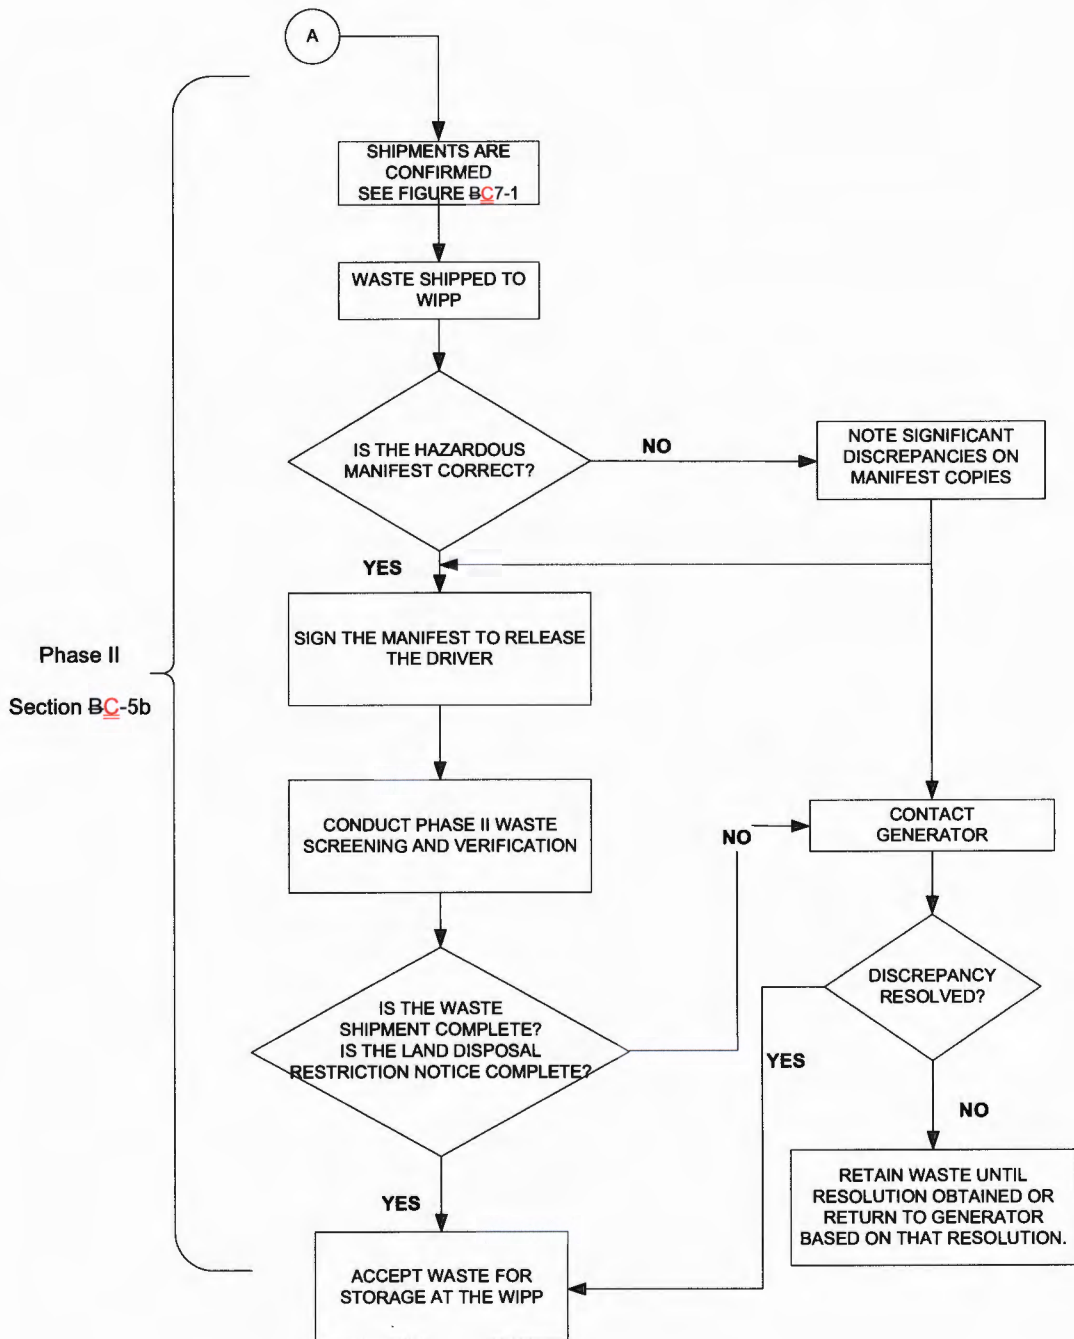 A
SHIPMENTS ARE
CONFIRMED
SEE FIGURE BC7-1
WASTE SHIPPED TO
WIPP
IS THE HAZARDOUS
MANIFEST CORRECT?
NO
NOTE SIGNIFICANT
DISCREPANCIES ON
MANIFEST COPIES
YES
SIGN THE MANIFEST TO RELEASE
THE DRIVER
Phase II
Section BC-5b
CONDUCT PHASE II WASTE
SCREENING AND VERIFICATION
NO
CONTACT
GENERATOR
IS THE WASTE
SHIPMENT COMPLETE?
IS THE LAND DISPOSAL
RESTRICTION NOTICE COMPLETE?
DISCREPANCY
RESOLVED?
YES
NO
YES
RETAIN WASTE UNTIL
RESOLUTION OBTAINED OR
RETURN TO GENERATOR
BASED ON THAT RESOLUTION.
ACCEPT WASTE FOR
STORAGE AT THE WIPP